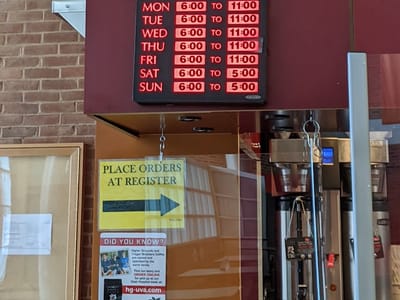 MON 6:00 TO 11:00
TUE 6:00 TO 11:00
WED 6:00 TO 11:00
THU 6:00 TO 11:00
FRI 6:00 TO 11:00
SAT 6:00 TO 5:00
SUN 6:00 TO 5:00
PLACE ORDERS
AT REGISTER
DID YOU KNOW?
hg-uva.com